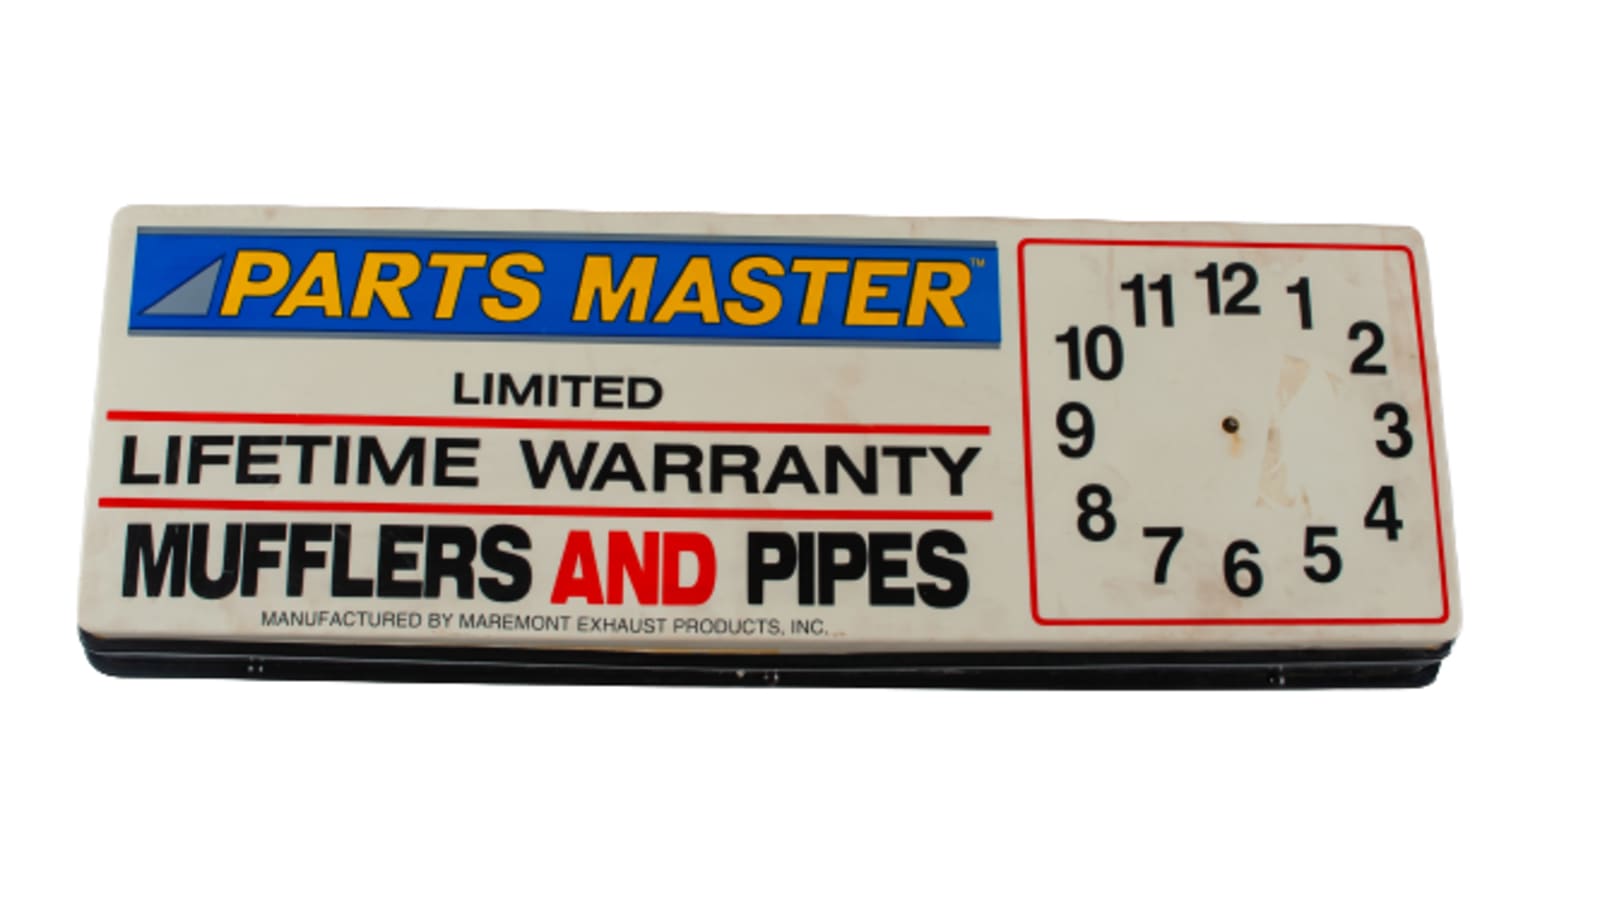 PARTS MASTER™
LIMITED
LIFETIME WARRANTY
MUFFLERS AND PIPES
MANUFACTURED BY MAREMONT EXHAUST PRODUCTS, INC.
12
1
2
3
4
5
6
7
8
9
10
11